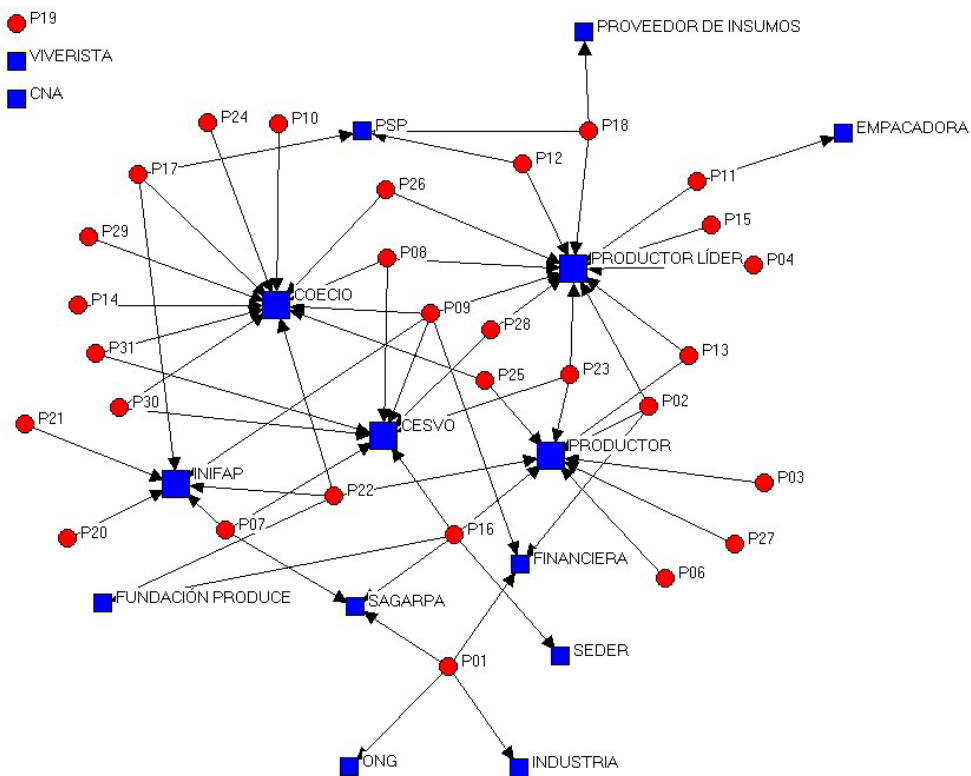 P19
PROVEEDOR DE INSUMOS
VIVERISTA
CNA
P24
P10
PSP
P18
EMPACADORA
P17
P12
P26
P11
P29
P15
P08
PRODUCTOR LÍDER
P04
COECIO
P14
P09
P28
P31
P13
P25
P23
P30
P02
P21
CESVO
PRODUCTOR
INIFAP
P03
P22
P20
P07
P16
P27
FINANCIERA
P06
FUNDACIÓN PRODUCE
SAGARPA
SEDER
P01
ONG
INDUSTRIA